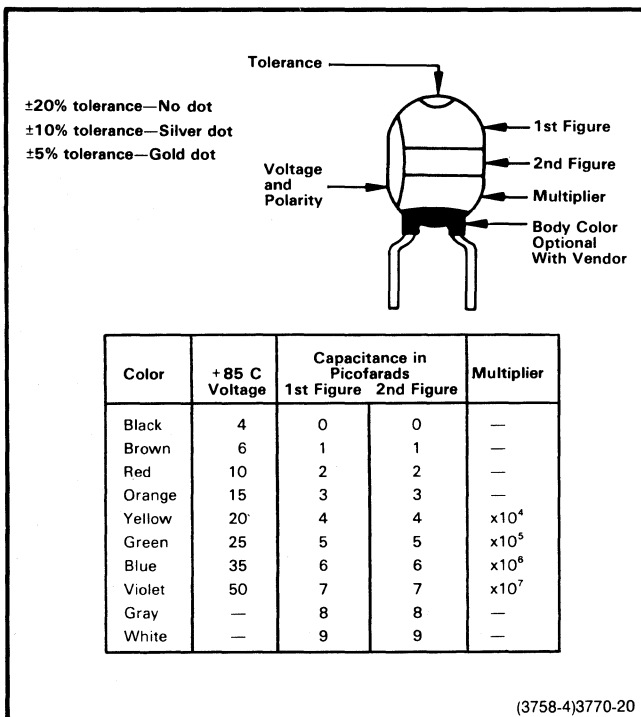 Tolerance
±20% tolerance—No dot
±10% tolerance—Silver dot
±5% tolerance—Gold dot
1st Figure
2nd Figure
Voltage
and
Polarity
Multiplier
Body Color
Optional
With Vendor
Color +85 C Voltage Capacitance in Picofarads 1st Figure 2nd Figure Multiplier
Black 4 0 0 —
Brown 6 1 1 —
Red 10 2 2 —
Orange 15 3 3 —
Yellow 20 4 4 x10⁴
Green 25 5 5 x10⁵
Blue 35 6 6 x10⁶
Violet 50 7 7 x10⁷
Gray — 8 8 —
White — 9 9 —
(3758-4)3770-20